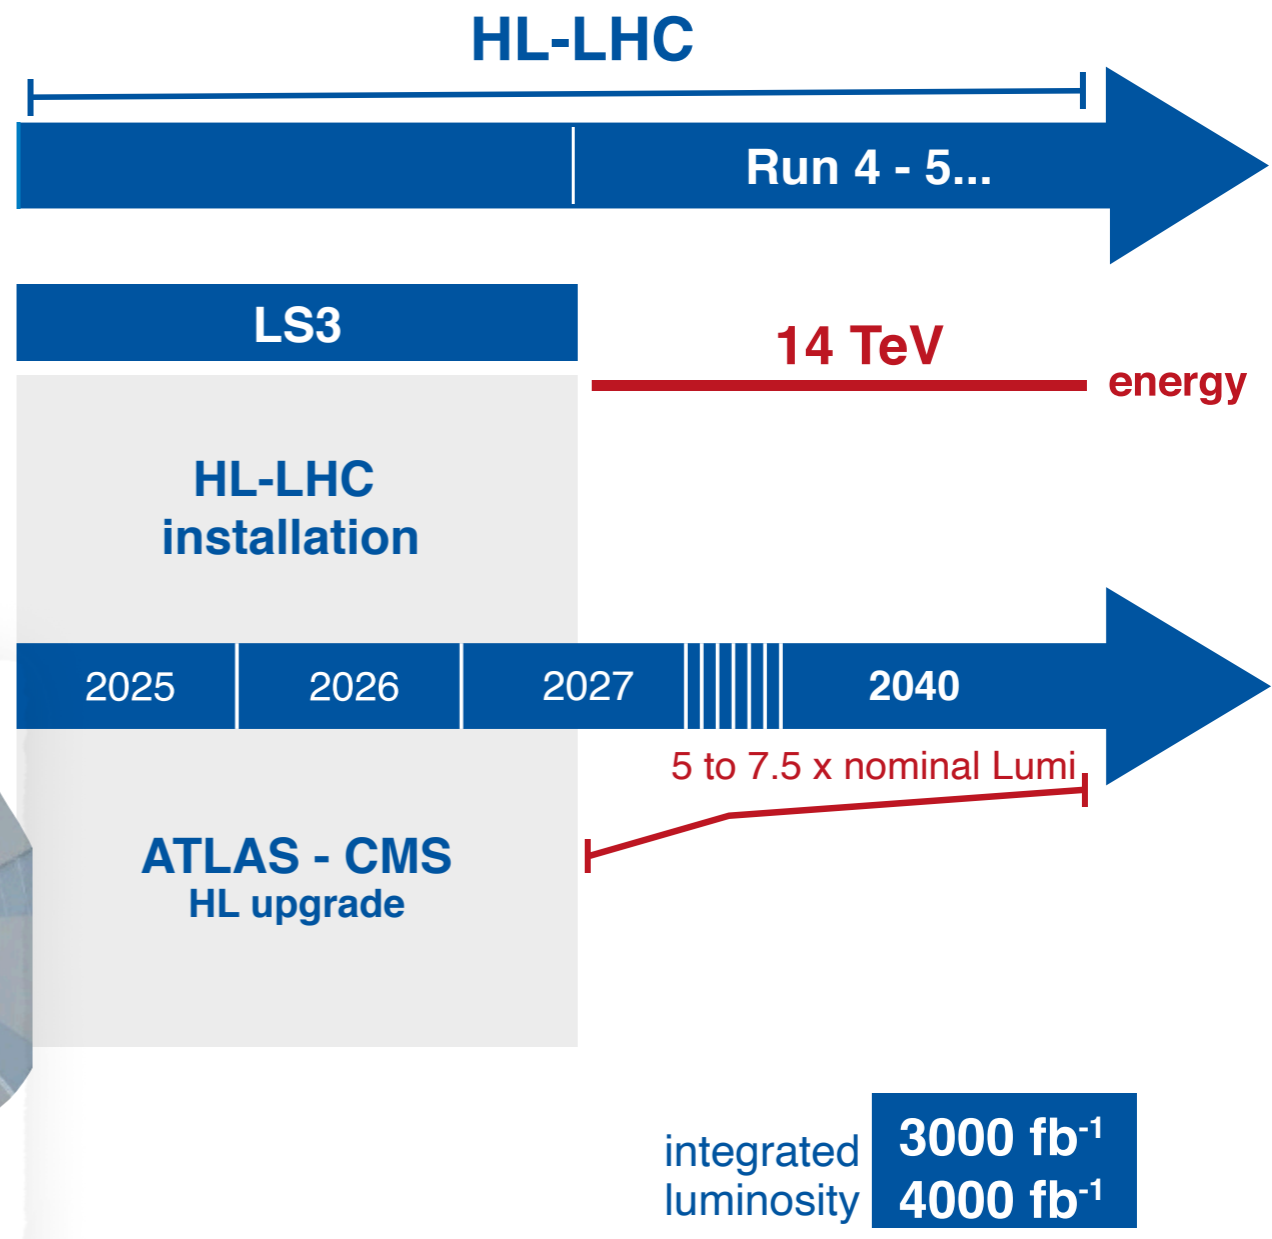 HL-LHC
Run 4 - 5...
LS3
14 TeV
energy
HL-LHC
installation
2025 2026 2027 2040
5 to 7.5 x nominal Lumi
ATLAS - CMS
HL upgrade
integrated
luminosity
3000 fb⁻¹
4000 fb⁻¹